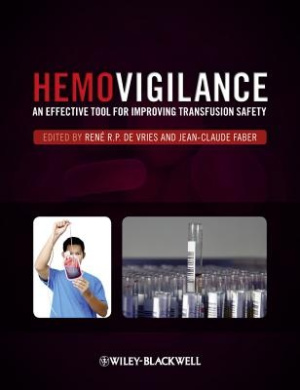 HEMOVIGILANCE
AN EFFECTIVE TOOL FOR IMPROVING TRANSFUSION SAFETY
EDITED BY RENÉ R.P. DE VRIES AND JEAN-CLAUDE FABER
WILEY-BLACKWELL